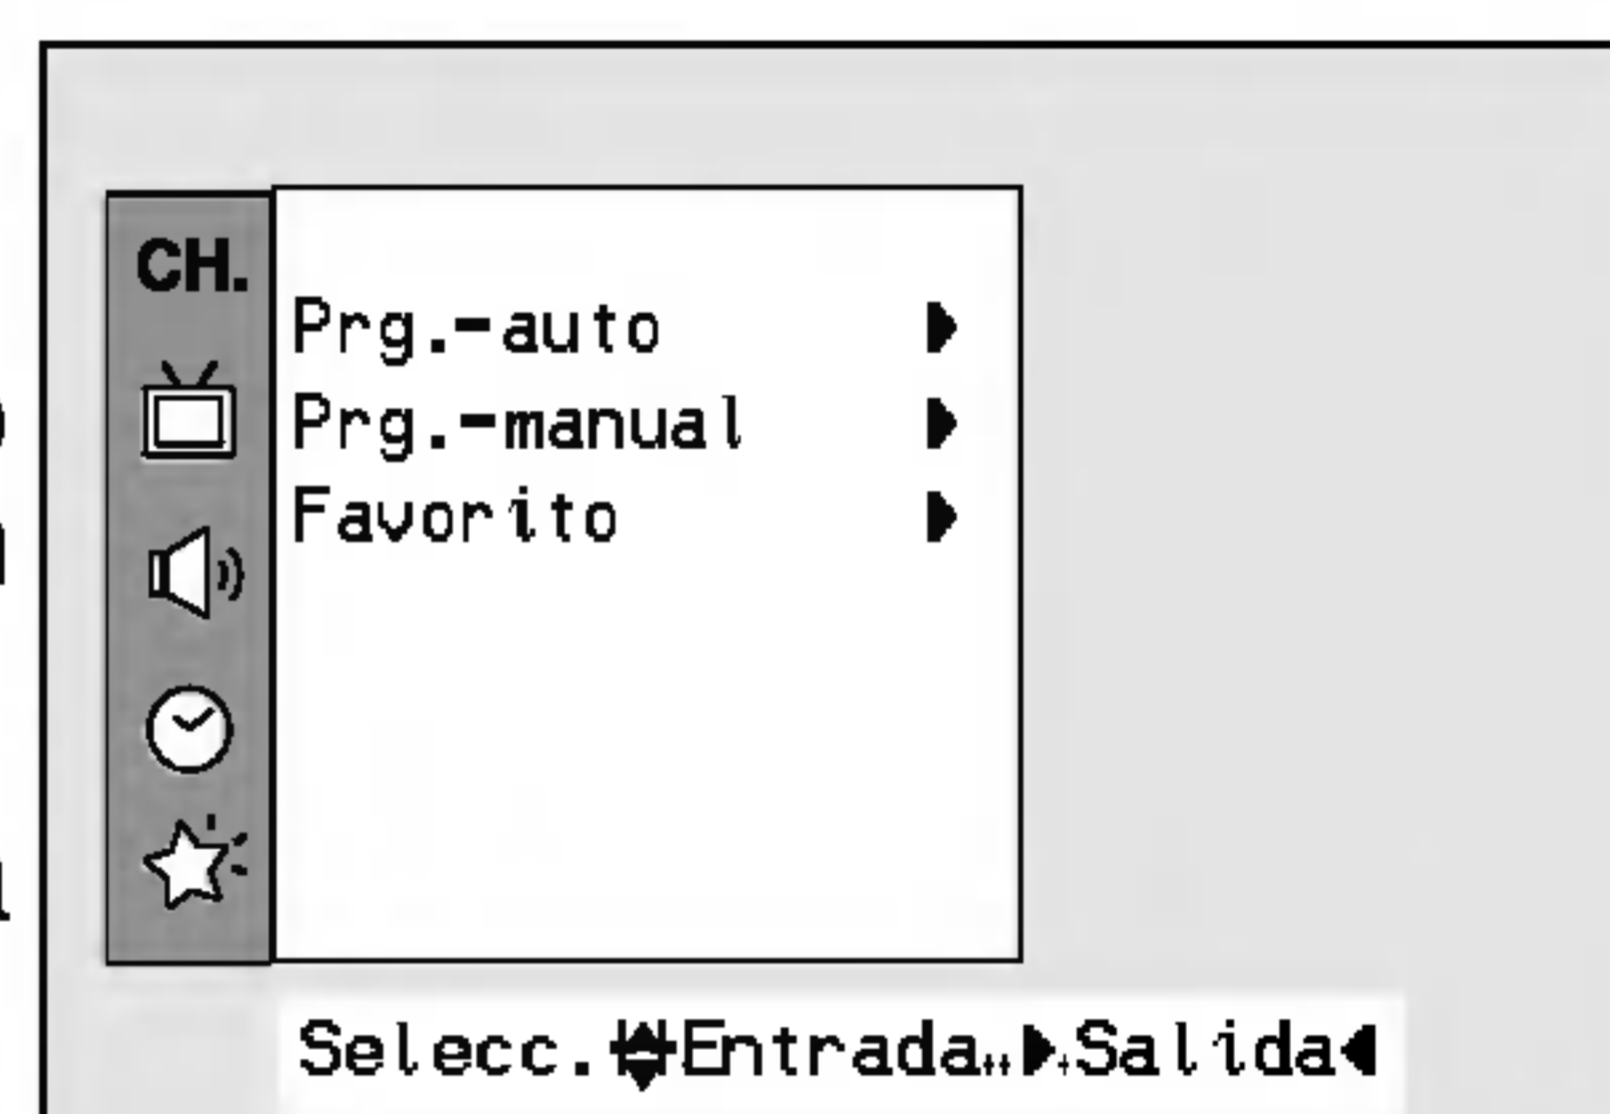 CH.
Prg.-auto
Prg.-manual
Favorito
Selecc. Entrada Salida